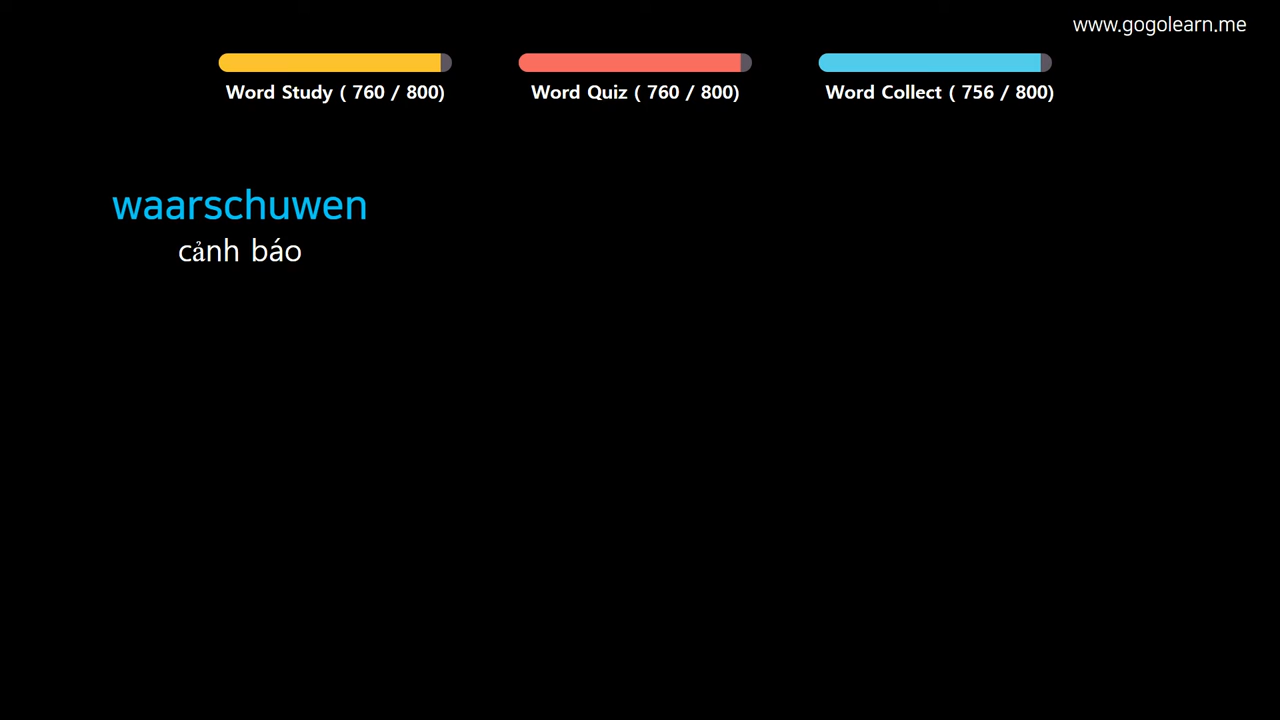 www.gogolearn.me
Word Study ( 760 / 800)
Word Quiz ( 760 / 800)
Word Collect ( 756 / 800)
waarschuwen
cảnh báo